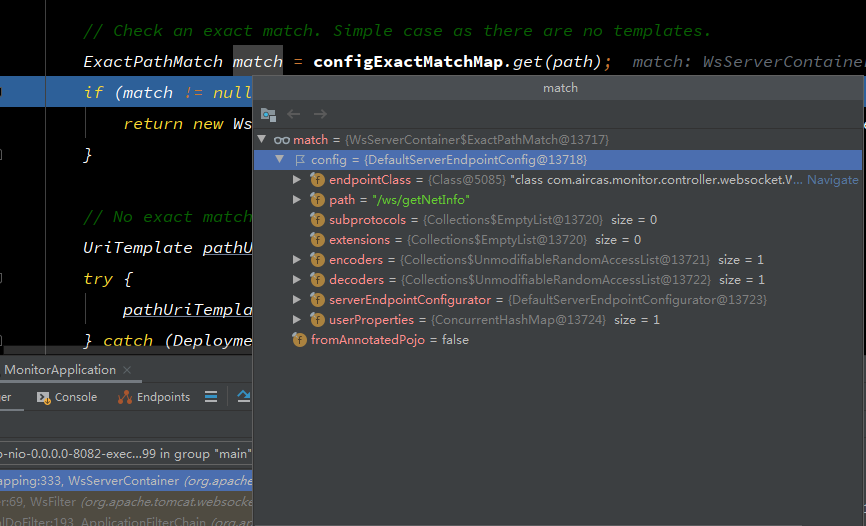 // Check an exact match. Simple case as there are no templates.
ExactPathMatch match = configExactMatchMap.get(path); match: WsServerContainer
if (match != null
match
return new Ws
match = {WsServerContainer$ExactPathMatch@13717}
}
config = {DefaultServerEndpointConfig@13718}
endpointClass = {Class@5085} "class com.aircas.monitor.controller.websocket.W... Navigate
path = "/ws/getNetInfo"
// No exact match
subprotocols = {Collections$EmptyList@13720} size = 0
extensions = {Collections$EmptyList@13720} size = 0
UriTemplate pathU
encoders = {Collections$UnmodifiableRandomAccessList@13721} size = 1
try {
decoders = {Collections$UnmodifiableRandomAccessList@13722} size = 1
serverEndpointConfigurator = {DefaultServerEndpointConfigurator@13723}
pathUriTempla
userProperties = {ConcurrentHashMap@13724} size = 1
} catch (Deployme
fromAnnotatedPojo = false
MonitorApplication
er Console Endpoints
o-nio-0.0.0.0-8082-exec...99 in group "main"
apping:333, WsServerContainer (org.apache
er:69, WsFilter (org.apache.tomcat.websocke
alDoFilter:193, ApplicationFilterChain (org.ap